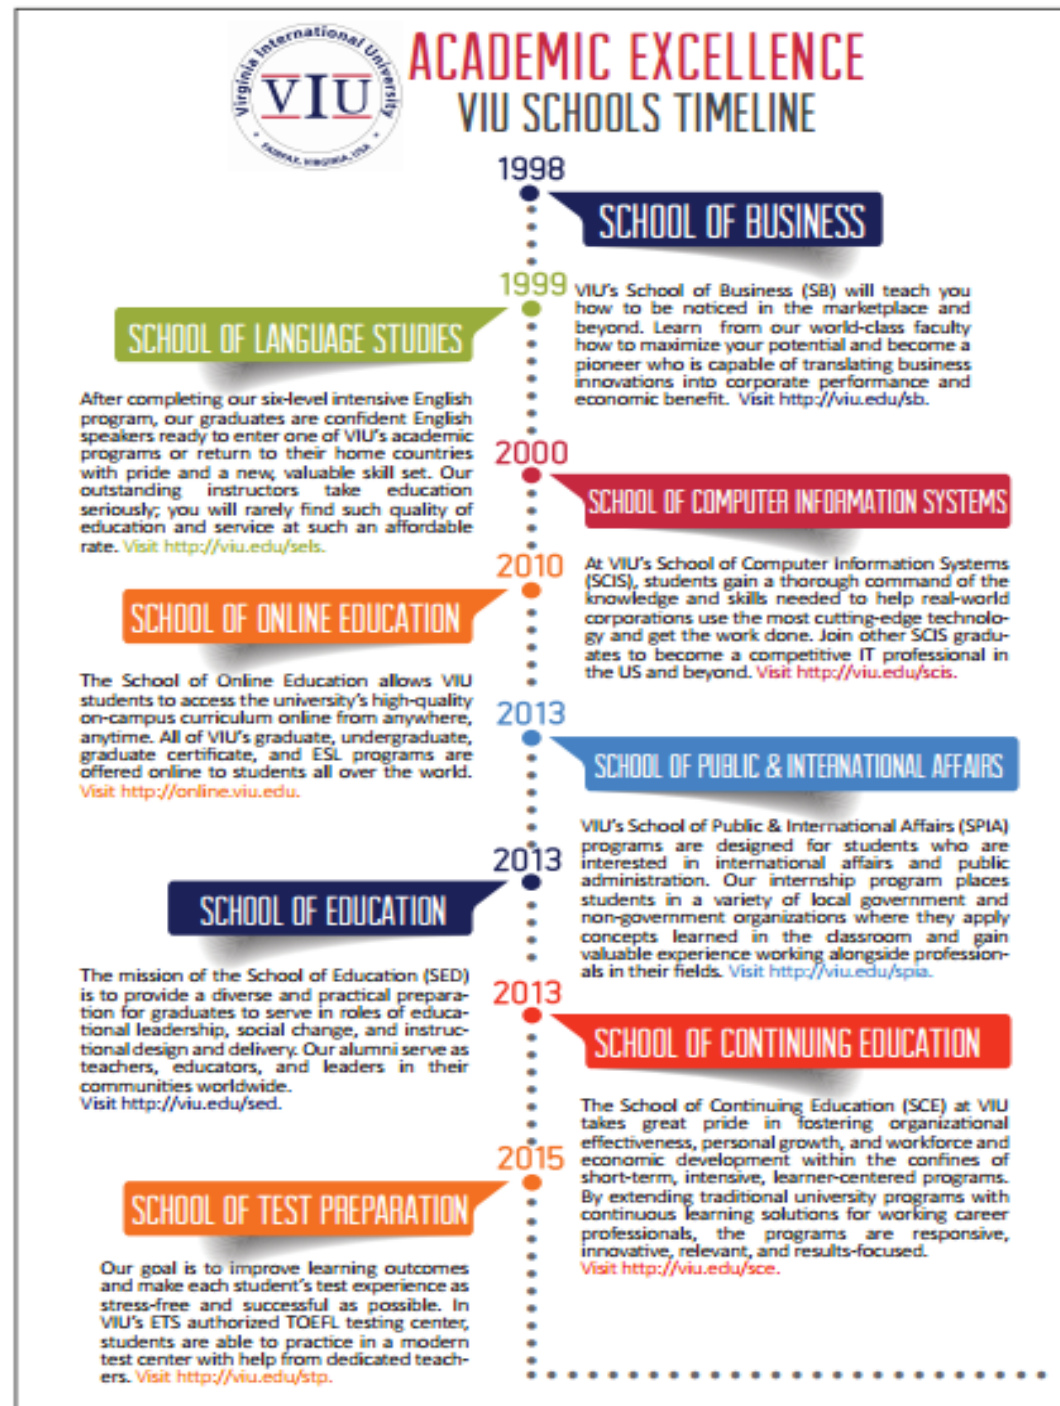 Virginia International University
VIU
FAIRFAX, VIRGINIA, USA
ACADEMIC EXCELLENCE
VIU SCHOOLS TIMELINE
1998
SCHOOL OF BUSINESS
VIU's School of Business (SB) will teach you
how to be noticed in the marketplace and
beyond. Learn from our world-class faculty
how to maximize your potential and become a
pioneer who is capable of translating business
innovations into corporate performance and
economic benefit. Visit http://viu.edu/sb.
1999
SCHOOL OF LANGUAGE STUDIES
After completing our six-level intensive English
program, our graduates are confident English
speakers ready to enter one of VIU's academic
programs or return to their home countries
with pride and a new, valuable skill set. Our
outstanding instructors take education
seriously; you will rarely find such quality of
education and service at such an affordable
rate. Visit http://viu.edu/sels.
2000
SCHOOL OF COMPUTER INFORMATION SYSTEMS
At VIU's School of Computer Information Systems
(SCIS), students gain a thorough command of the
knowledge and skills needed to help real-world
corporations use the most cutting-edge technolo-
gy and get the work done. Join other SCIS gradu-
ates to become a competitive IT professional in
the US and beyond. Visit http://viu.edu/scis.
2010
SCHOOL OF ONLINE EDUCATION
The School of Online Education allows VIU
students to access the university's high-quality
on-campus curriculum online from anywhere,
anytime. All of VIU's graduate, undergraduate,
graduate certificate, and ESL programs are
offered online to students all over the world.
Visit http://online.viu.edu.
2013
SCHOOL OF PUBLIC & INTERNATIONAL AFFAIRS
VIU's School of Public & International Affairs (SPIA)
programs are designed for students who are
interested in international affairs and public
administration. Our internship program places
students in a variety of local government and
non-government organizations where they apply
concepts learned in the classroom and gain
valuable experience working alongside profession-
als in their fields. Visit http://viu.edu/spia.
2013
SCHOOL OF EDUCATION
The mission of the School of Education (SED)
is to provide a diverse and practical prepara-
tion for graduates to serve in roles of educa-
tional leadership, social change, and instruc-
tional design and delivery. Our alumni serve as
teachers, educators, and leaders in their
communities worldwide.
Visit http://viu.edu/sed.
2013
SCHOOL OF CONTINUING EDUCATION
The School of Continuing Education (SCE) at VIU
takes great pride in fostering organizational
effectiveness, personal growth, and workforce and
economic development within the confines of
short-term, intensive, learner-centered programs.
By extending traditional university programs with
continuous learning solutions for working career
professionals, the programs are responsive,
innovative, relevant, and results-focused.
Visit http://viu.edu/sce.
2015
SCHOOL OF TEST PREPARATION
Our goal is to improve learning outcomes
and make each student's test experience as
stress-free and successful as possible. In
VIU's ETS authorized TOEFL testing center,
students are able to practice in a modern
test center with help from dedicated teach-
ers. Visit http://viu.edu/stp.